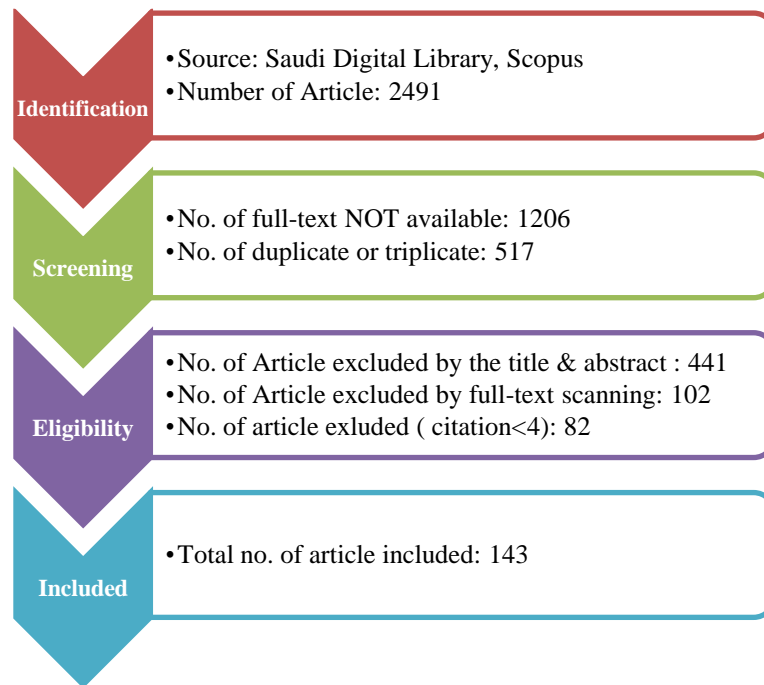 Identification
•Source: Saudi Digital Library, Scopus
•Number of Article: 2491
Screening
•No. of full-text NOT available: 1206
•No. of duplicate or triplicate: 517
Eligibility
•No. of Article excluded by the title & abstract : 441
•No. of Article excluded by full-text scanning: 102
•No. of article exluded ( citation<4): 82
Included
•Total no. of article included: 143